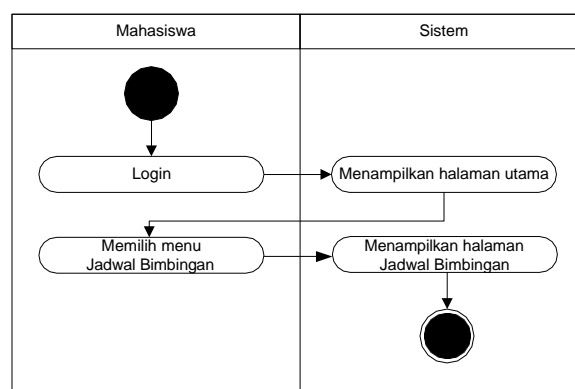 Mahasiswa
Sistem
Login
Menampilkan halaman utama
Memilih menu
Jadwal Bimbingan
Menampilkan halaman
Jadwal Bimbingan